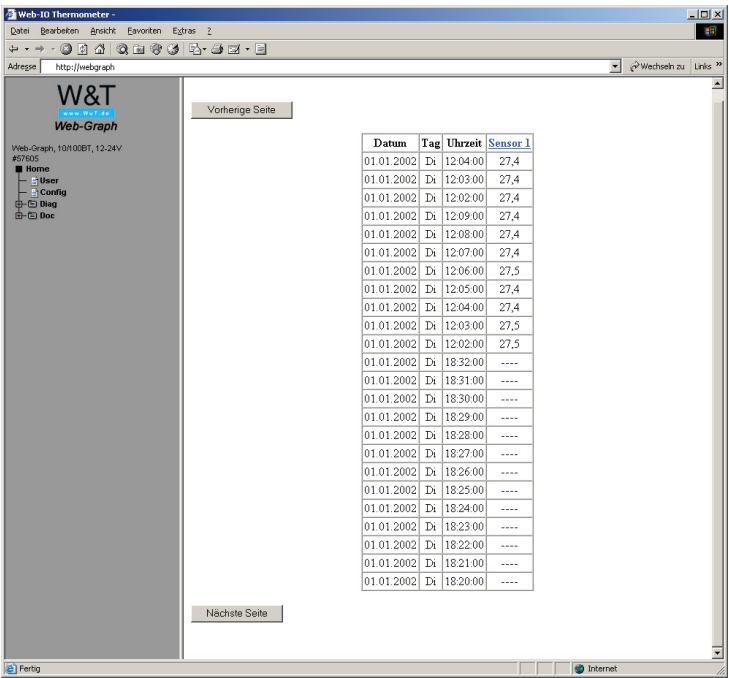 Web-IO Thermometer -
Datei Bearbeiten Ansicht Favoriten Extras ?
Adresse http://webgraph Wechseln zu Links »
W&T
www.WuT.de
Web-Graph
Web-Graph, 10/100BT, 12-24V
#57605
Home
User
Config
Diag
Doc
Vorherige Seite
Datum Tag Uhrzeit Sensor 1
01.01.2002 Di 12:04:00 27,4
01.01.2002 Di 12:03:00 27,4
01.01.2002 Di 12:02:00 27,4
01.01.2002 Di 12:09:00 27,4
01.01.2002 Di 12:08:00 27,4
01.01.2002 Di 12:07:00 27,4
01.01.2002 Di 12:06:00 27,5
01.01.2002 Di 12:05:00 27,4
01.01.2002 Di 12:04:00 27,4
01.01.2002 Di 12:03:00 27,5
01.01.2002 Di 12:02:00 27,5
01.01.2002 Di 18:32:00 ----
01.01.2002 Di 18:31:00 ----
01.01.2002 Di 18:30:00 ----
01.01.2002 Di 18:29:00 ----
01.01.2002 Di 18:28:00 ----
01.01.2002 Di 18:27:00 ----
01.01.2002 Di 18:26:00 ----
01.01.2002 Di 18:25:00 ----
01.01.2002 Di 18:24:00 ----
01.01.2002 Di 18:23:00 ----
01.01.2002 Di 18:22:00 ----
01.01.2002 Di 18:21:00 ----
01.01.2002 Di 18:20:00 ----
Nächste Seite
Fertig Internet